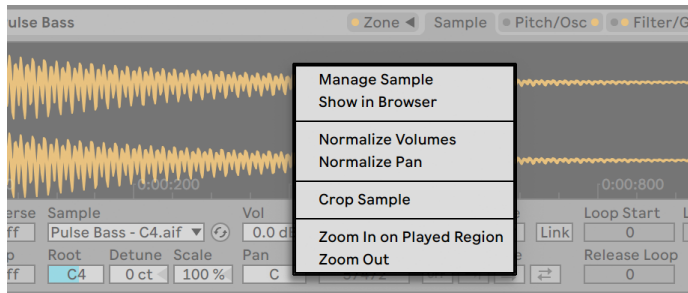 ulse Bass
Zone
Sample
Pitch/Osc
Filter/G
Manage Sample
Show in Browser
Normalize Volumes
Normalize Pan
Crop Sample
Zoom In on Played Region
Zoom Out
0:00:200
0:00:800
erse Sample Vol Loop Start L
ff Pulse Bass - C4.aif 0.0 dB Link 0
Root Detune Scale Pan Release Loop
ff C4 0 ct 100 % C 0